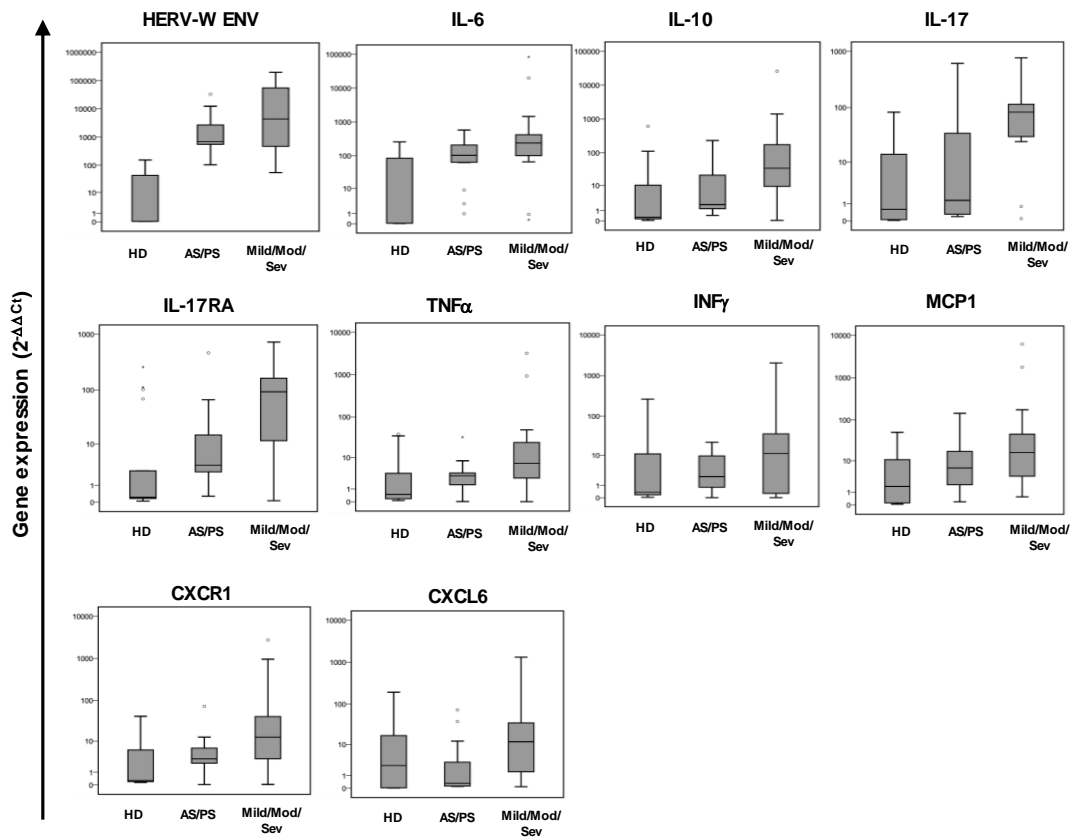 HERV-W ENV
IL-6
IL-10
IL-17
1000000
100000
10000
1000
100
10
1
0
100000
10000
1000
100
10
1
0
100000
10000
1000
100
10
1
0
1000
100
10
1
0
HD
AS/PS
Mild/Mod/
Sev
HD
AS/PS
Mild/Mod/
Sev
HD
AS/PS
Mild/Mod/
Sev
HD
AS/PS
Mild/Mod/
Sev
Gene expression (2-ΔΔCt)
IL-17RA
TNFα
INFγ
MCP1
1000
100
10
1
0
10000
1000
100
10
1
0
10000
1000
100
10
1
0
10000
1000
100
10
1
0
HD
AS/PS
Mild/Mod/
Sev
HD
AS/PS
Mild/Mod/
Sev
HD
AS/PS
Mild/Mod/
Sev
HD
AS/PS
Mild/Mod/
Sev
CXCR1
CXCL6
10000
1000
100
10
1
0
10000
1000
100
10
1
0
HD
AS/PS
Mild/Mod/
Sev
HD
AS/PS
Mild/Mod/
Sev